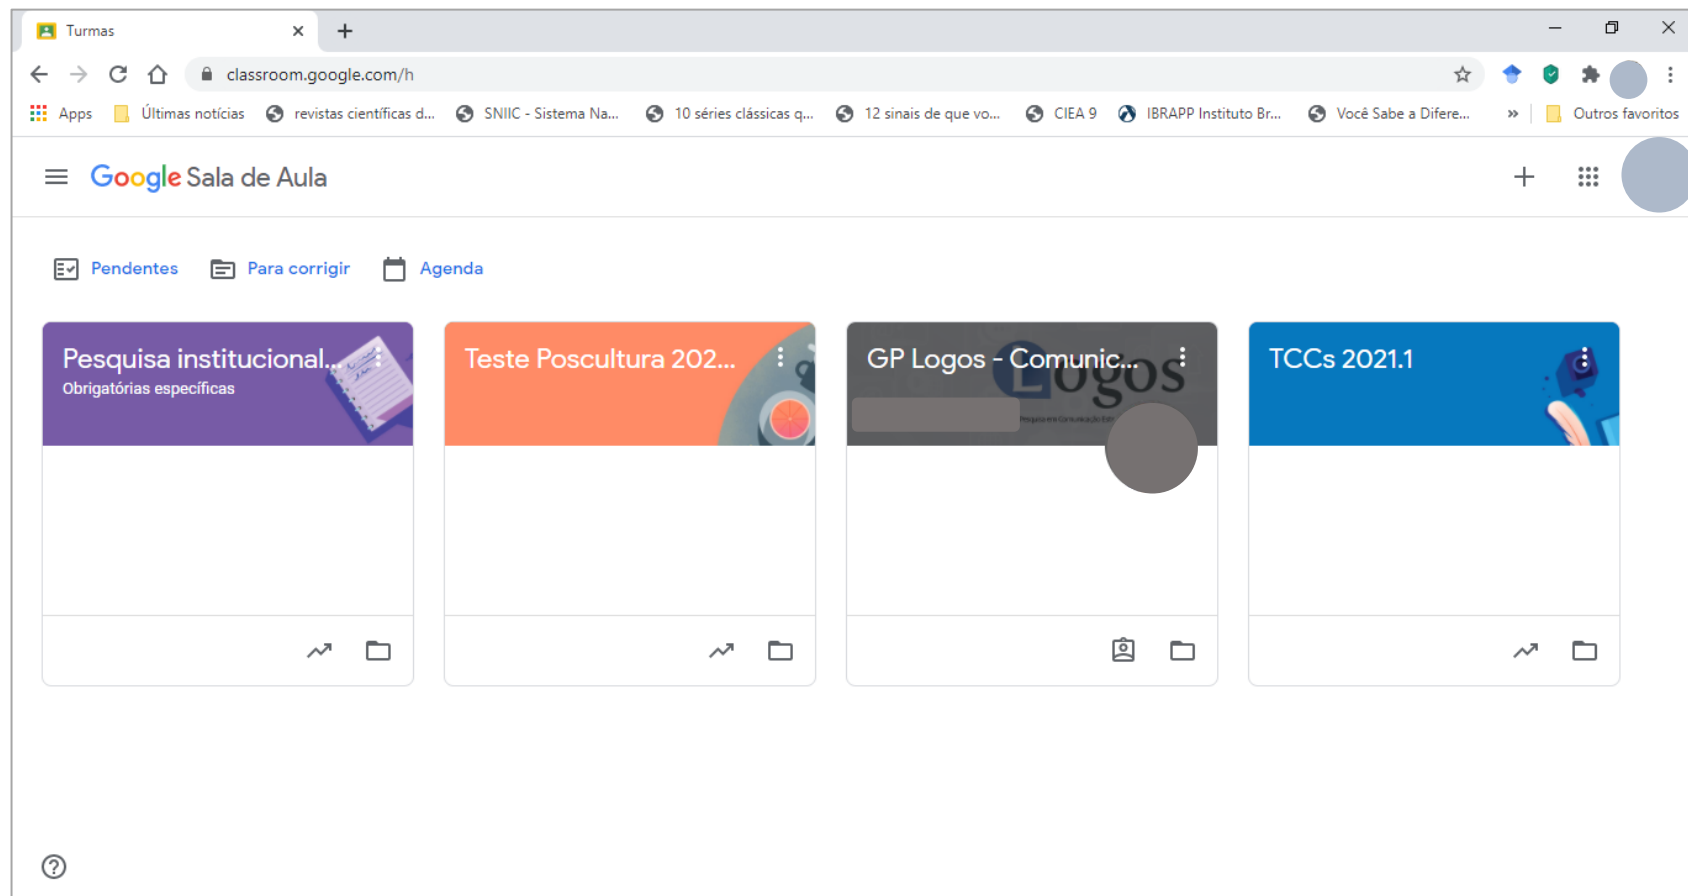 Turmas
classroom.google.com/h
Apps Últimas notícias revistas científicas d... SNIIC - Sistema Na... 10 séries clássicas q... 12 sinais de que vo... CIEA 9 IBRAPP Instituto Br... Você Sabe a Difere... » Outros favoritos
Google Sala de Aula
Pendentes Para corrigir Agenda
Pesquisa institucional...
Obrigatórias específicas
Teste Poscultura 202...
GP Logos - Comunic...
Logos
TCCs 2021.1